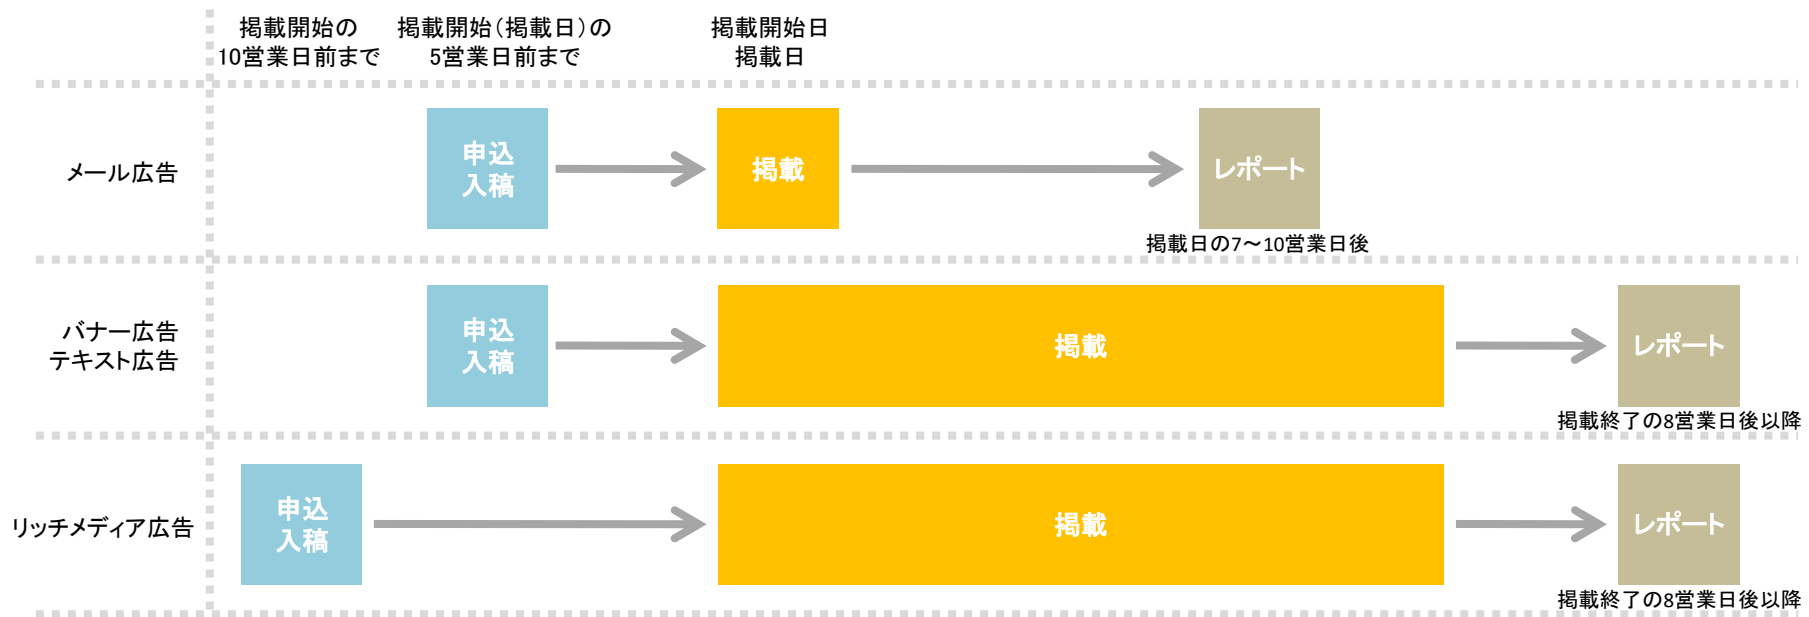 掲載開始の
10営業日前まで
掲載開始(掲載日)の
5営業日前まで
掲載開始日
掲載日
メール広告
申込
入稿
掲載
レポート
掲載日の7～10営業日後
バナー広告
テキスト広告
申込
入稿
掲載
レポート
掲載終了の8営業日後以降
リッチメディア広告
申込
入稿
掲載
レポート
掲載終了の8営業日後以降